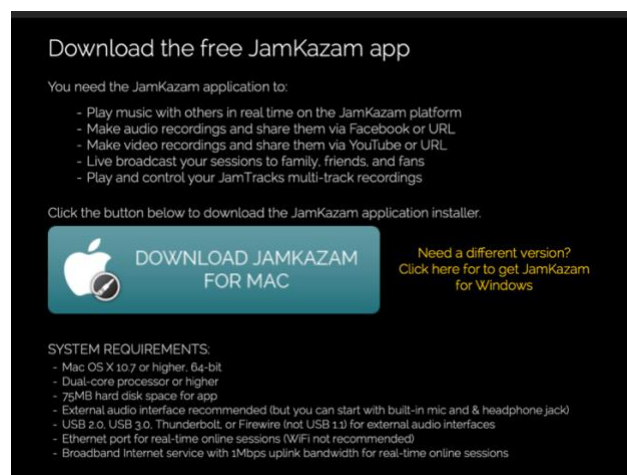 Download the free JamKazam app
You need the JamKazam application to:
- Play music with others in real time on the JamKazam platform
- Make audio recordings and share them via Facebook or URL
- Make video recordings and share them via YouTube or URL
- Live broadcast your sessions to family, friends, and fans
- Play and control your JamTracks multi-track recordings
Click the button below to download the JamKazam application installer.
DOWNLOAD JAMKAZAM
FOR MAC
Need a different version?
Click here for to get JamKazam
for Windows
SYSTEM REQUIREMENTS:
- Mac OS X 10.7 or higher, 64-bit
- Dual-core processor or higher
- 75MB hard disk space for app
- External audio interface recommended (but you can start with built-in mic and & headphone jack)
- USB 2.0, USB 3.0, Thunderbolt, or Firewire (not USB 1.1) for external audio interfaces
- Ethernet port for real-time online sessions (WiFi not recommended)
- Broadband Internet service with 1Mbps uplink bandwidth for real-time online sessions